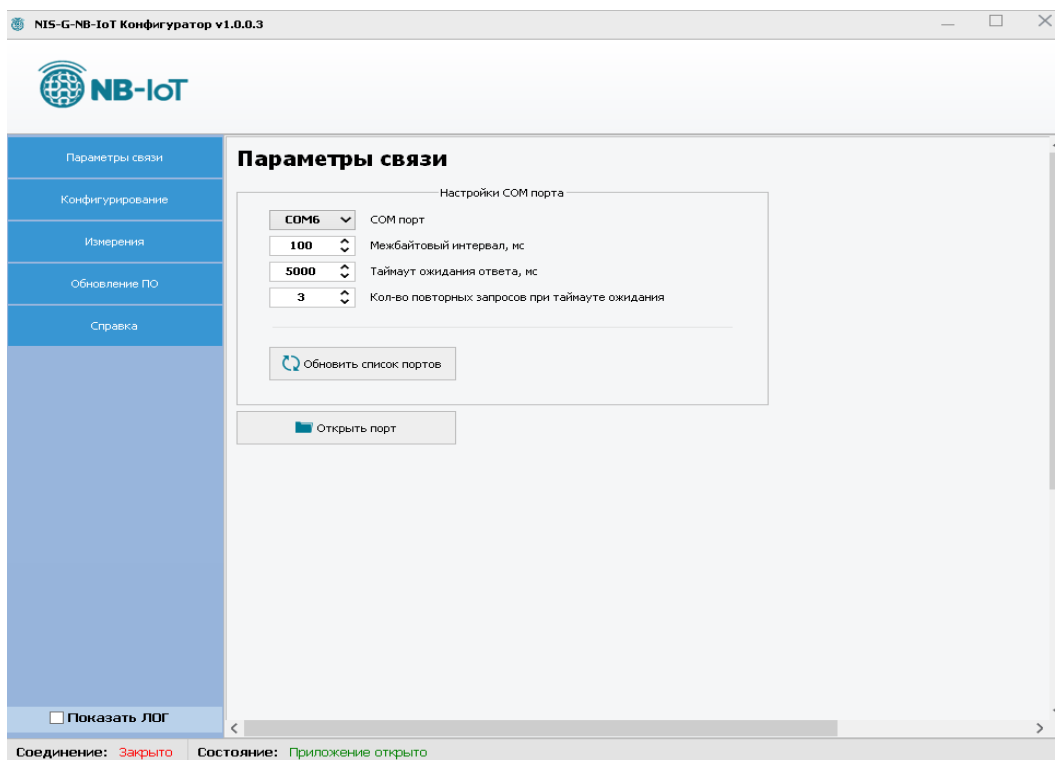 NIS-G-NB-IoT Конфигуратор v1.0.0.3
NB-IoT
Параметры связи
Конфигурирование
Измерения
Обновление ПО
Справка
Параметры связи
Настройки COM порта
COM6 COM порт
100 Межбайтовый интервал, мс
5000 Таймаут ожидания ответа, мс
3 Кол-во повторных запросов при таймауте ожидания
Обновить список портов
Открыть порт
Показать ЛОГ
Соединение: Закрыто Состояние: Приложение открыто